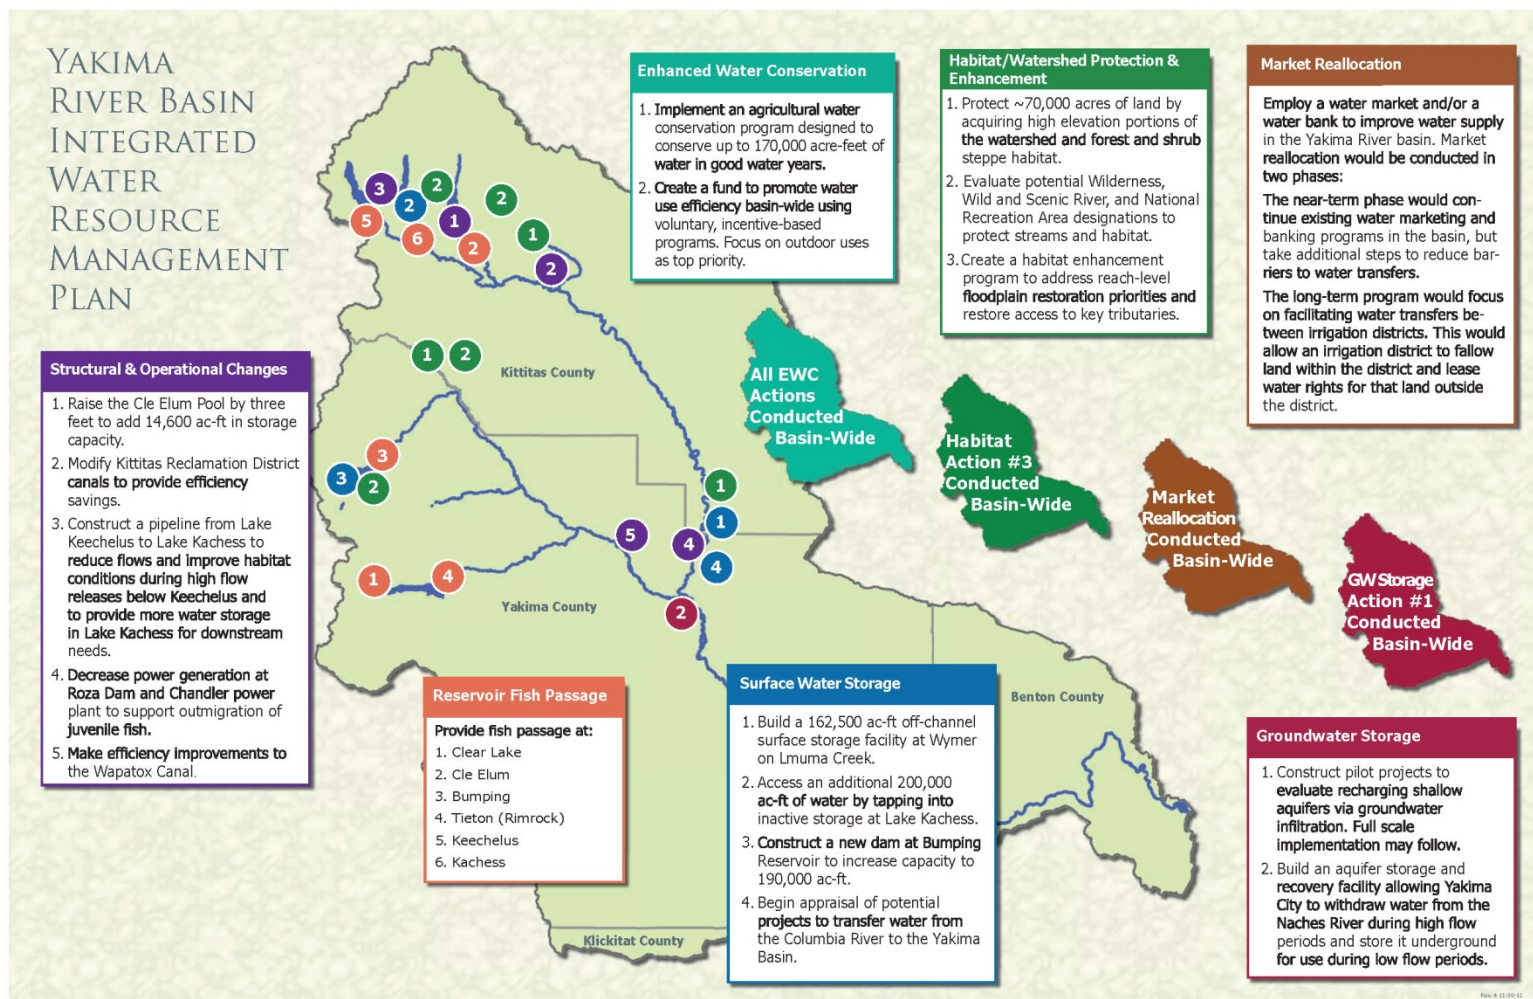 YAKIMA
RIVER BASIN
INTEGRATED
WATER
RESOURCE
MANAGEMENT
PLAN
Structural & Operational Changes
1. Raise the Cle Elum Pool by three
feet to add 14,600 ac-ft in storage
capacity.
2. Modify Kittitas Reclamation District
canals to provide efficiency
savings.
3. Construct a pipeline from Lake
Keechelus to Lake Kachess to
reduce flows and improve habitat
conditions during high flow
releases below Keechelus and
to provide more water storage
in Lake Kachess for downstream
needs.
4. Decrease power generation at
Roza Dam and Chandler power
plant to support outmigration of
juvenile fish.
5. Make efficiency improvements to
the Wapatox Canal.
3
2
2
1
5
6
2
2
1
2
1
2
Kittitas County
3
3
2
1
1
5
4
4
1
4
2
Yakima County
Benton County
Klickitat County
Reservoir Fish Passage
Provide fish passage at:
1. Clear Lake
2. Cle Elum
3. Bumping
4. Tieton (Rimrock)
5. Keechelus
6. Kachess
Enhanced Water Conservation
1. Implement an agricultural water
conservation program designed to
conserve up to 170,000 acre-feet of
water in good water years.
2. Create a fund to promote water
use efficiency basin-wide using
voluntary, incentive-based
programs. Focus on outdoor uses
as top priority.
Habitat/Watershed Protection &
Enhancement
1. Protect ~70,000 acres of land by
acquiring high elevation portions of
the watershed and forest and shrub
steppe habitat.
2. Evaluate potential Wilderness,
Wild and Scenic River, and National
Recreation Area designations to
protect streams and habitat.
3. Create a habitat enhancement
program to address reach-level
floodplain restoration priorities and
restore access to key tributaries.
Market Reallocation
Employ a water market and/or a
water bank to improve water supply
in the Yakima River basin. Market
reallocation would be conducted in
two phases:
The near-term phase would con-
tinue existing water marketing and
banking programs in the basin, but
take additional steps to reduce bar-
riers to water transfers.
The long-term program would focus
on facilitating water transfers be-
tween irrigation districts. This would
allow an irrigation district to fallow
land within the district and lease
water rights for that land outside
the district.
All EWC
Actions
Conducted
Basin-Wide
Habitat
Action #3
Conducted
Basin-Wide
Market
Reallocation
Conducted
Basin-Wide
GW Storage
Action #1
Conducted
Basin-Wide
Surface Water Storage
1. Build a 162,500 ac-ft off-channel
surface storage facility at Wymer
on Lmuma Creek.
2. Access an additional 200,000
ac-ft of water by tapping into
inactive storage at Lake Kachess.
3. Construct a new dam at Bumping
Reservoir to increase capacity to
190,000 ac-ft.
4. Begin appraisal of potential
projects to transfer water from
the Columbia River to the Yakima
Basin.
Groundwater Storage
1. Construct pilot projects to
evaluate recharging shallow
aquifers via groundwater
infiltration. Full scale
implementation may follow.
2. Build an aquifer storage and
recovery facility allowing Yakima
City to withdraw water from the
Naches River during high flow
periods and store it underground
for use during low flow periods.